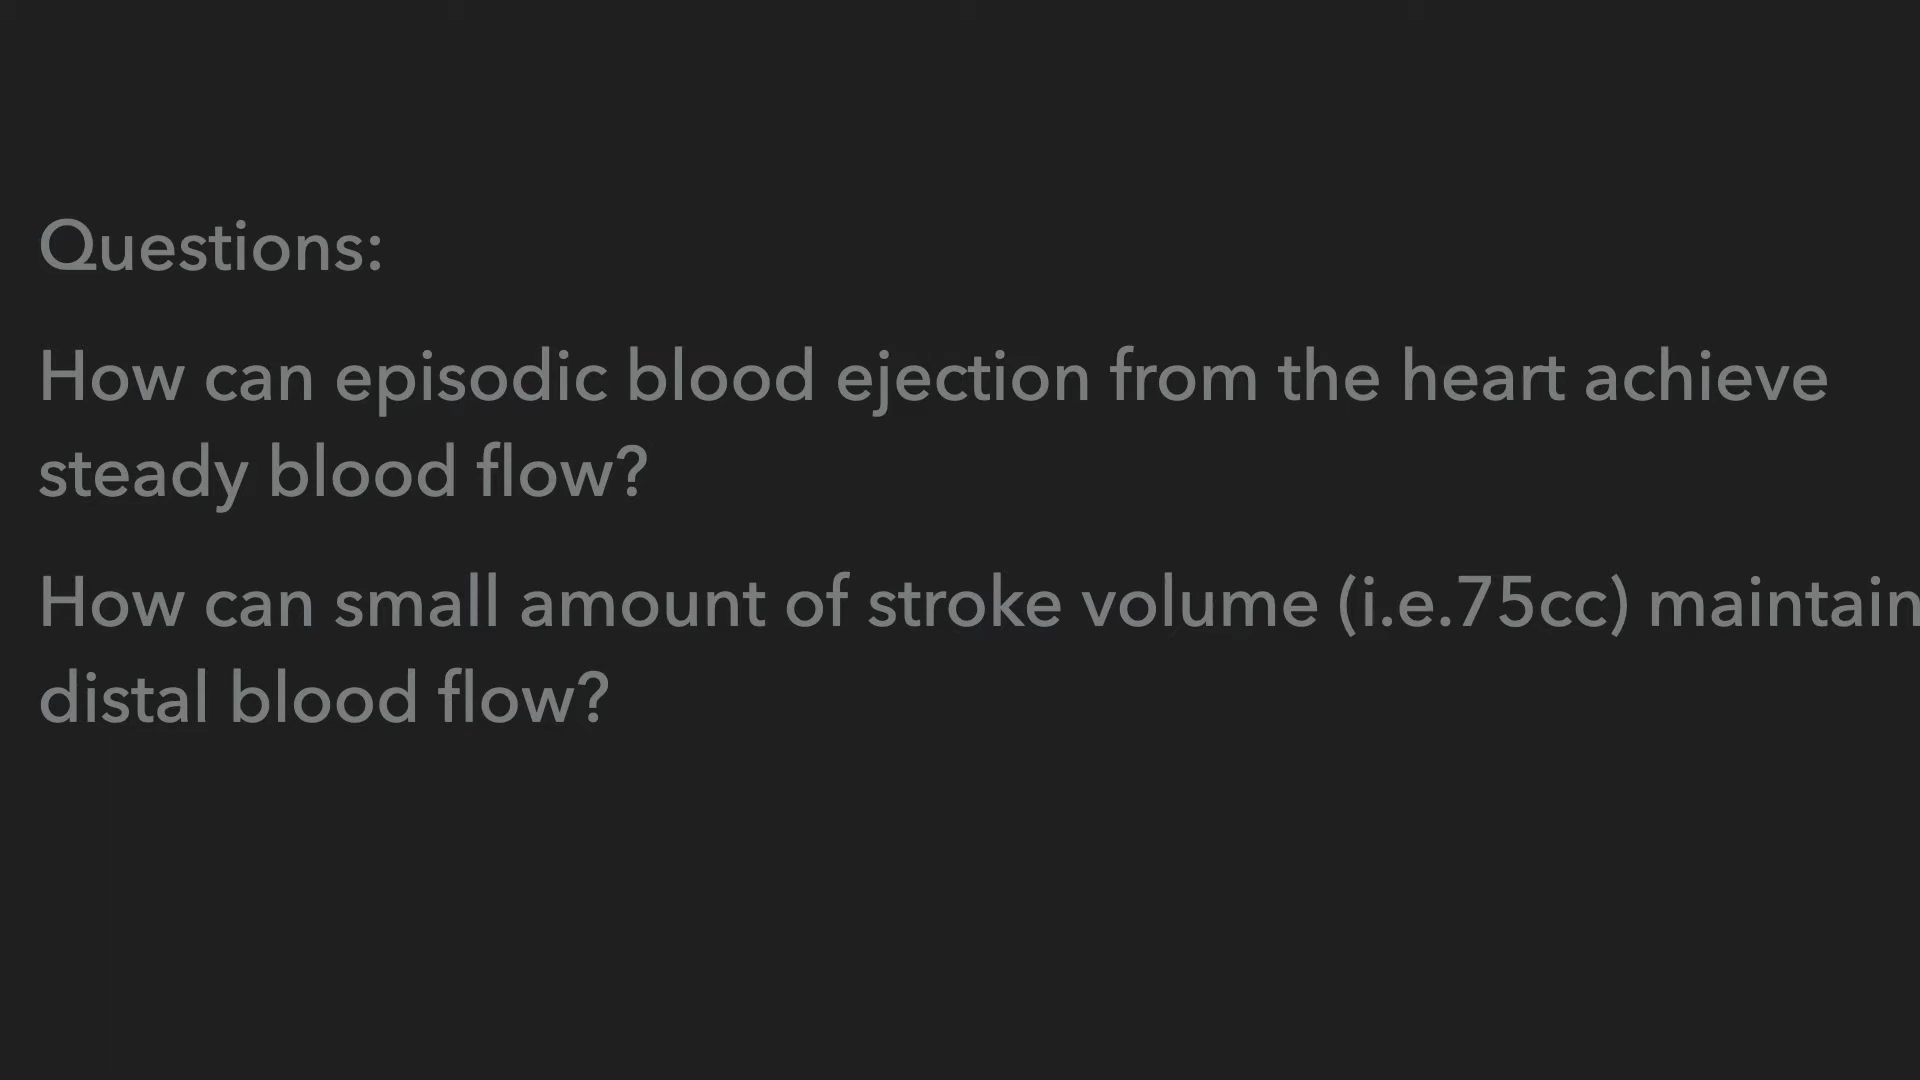 Questions:
How can episodic blood ejection from the heart achieve
steady blood flow?
How can small amount of stroke volume (i.e.75cc) maintain
distal blood flow?